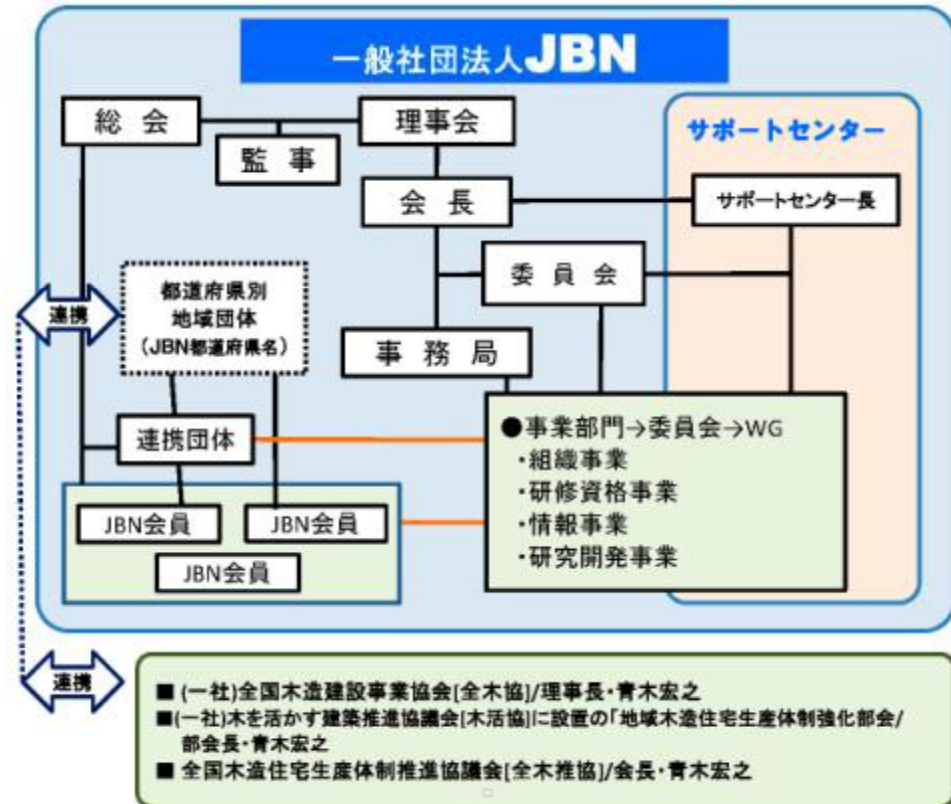 一般社団法人JBN
総 会
理事会
監 事
サポートセンター
会 長
サポートセンター長
委 員 会
連携
都道府県別
地域団体
(JBN都道府県名)
事 務 局
連携団体
●事業部門→委員会→WG
・組織事業
・研修資格事業
・情報事業
・研究開発事業
JBN会員
JBN会員
JBN会員
連携
■ (一社)全国木造建設事業協会[全木協]/理事長・青木宏之
■(一社)木を活かす建築推進協議会[木活協]に設置の「地域木造住宅生産体制強化部会/
部会長・青木宏之
■ 全国木造住宅生産体制推進協議会[全木推協]/会長・青木宏之